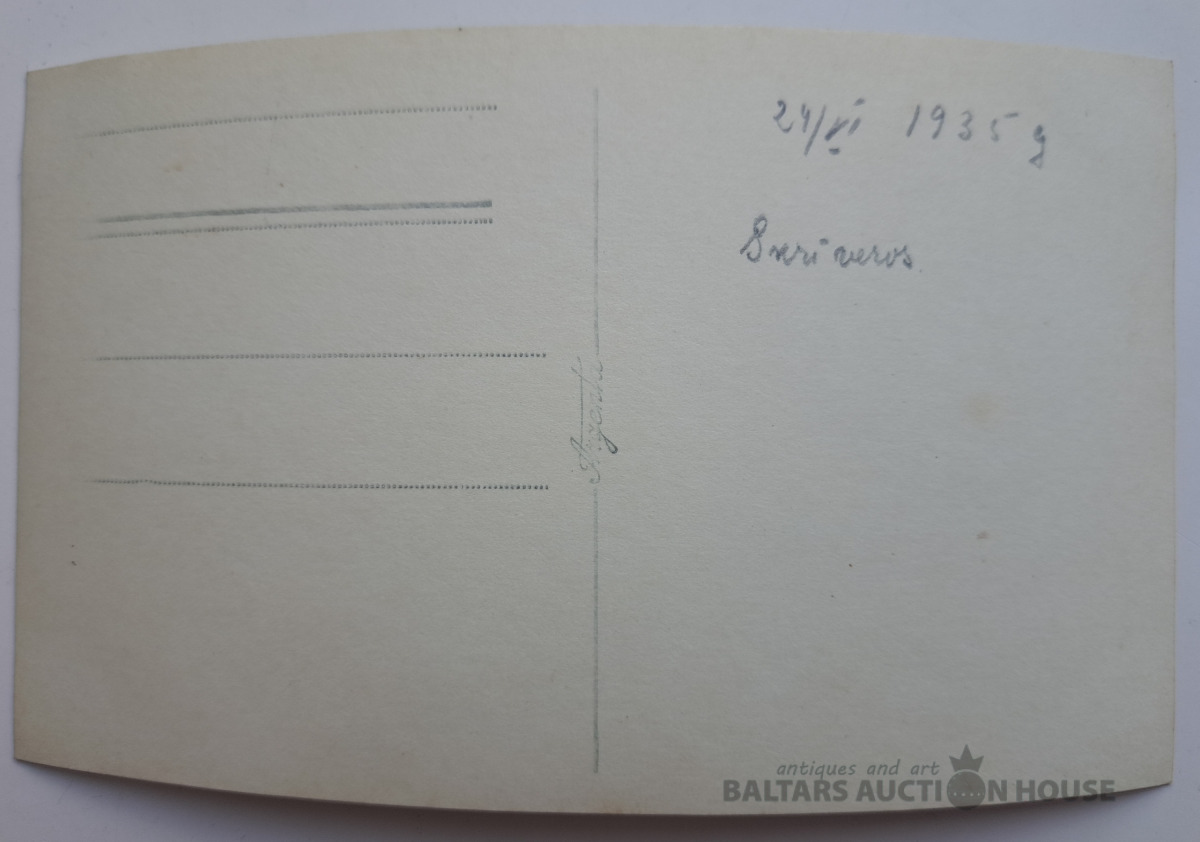 24/VI 1935 g
Skriveros
antiques and art
BALTARS AUCTION HOUSE